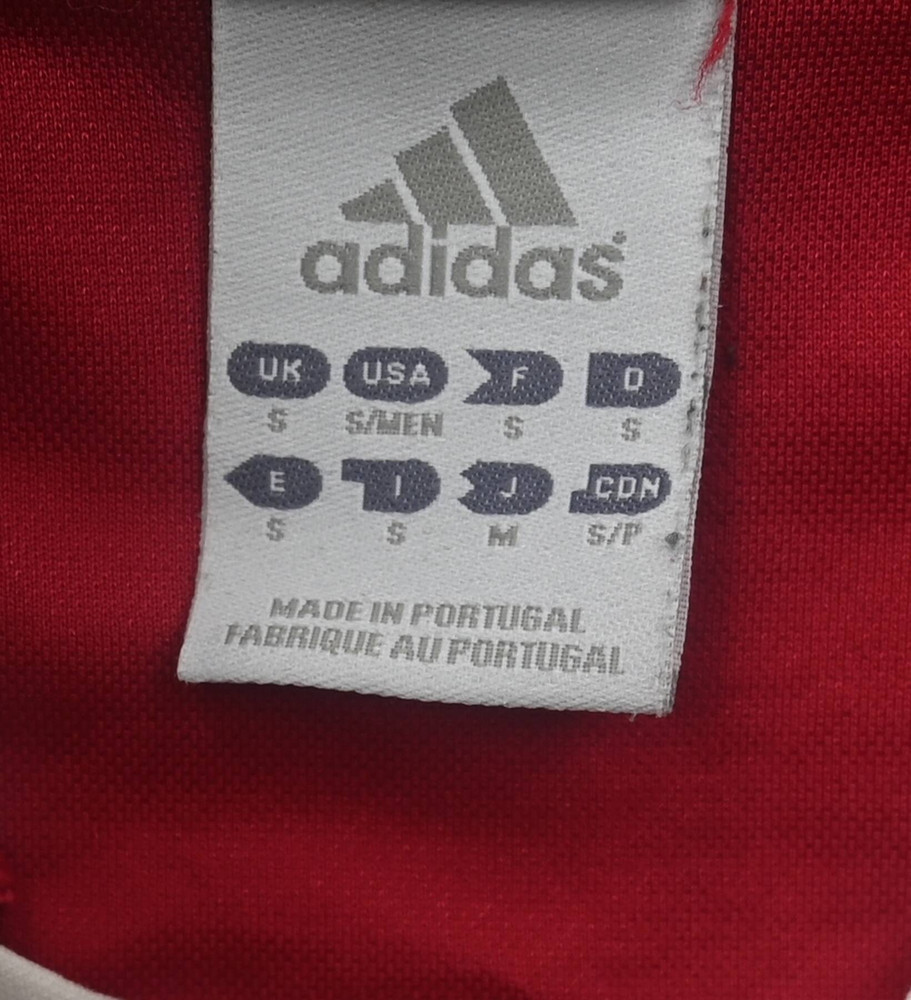 adidas
UK USA F D
S S/MEN S S
E I J CDN
S S M S/P
MADE IN PORTUGAL
FABRIQUE AU PORTUGAL